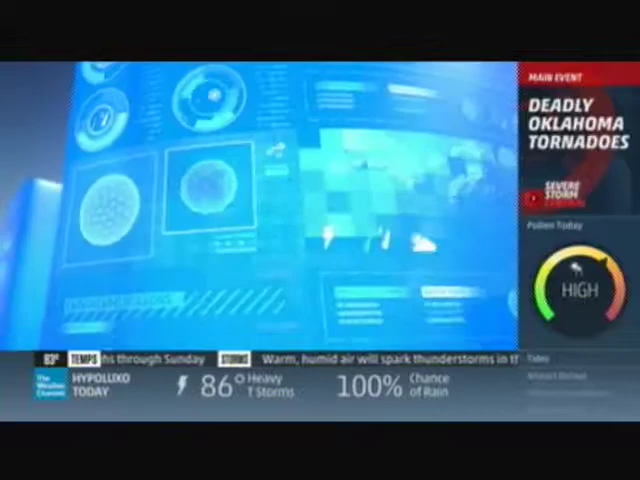 MAIN EVENT
DEADLY
OKLAHOMA
TORNADOES
SEVERE
STORM
CENTRAL
Pollen Today
HIGH
Tides
83° TEMPS hs through Sunday STORMS Warm, humid air will spark thunderstorms in th
The
Weather
Channel
HYPOLUXO
TODAY
86° Heavy
T Storms
100% Chance
of Rain